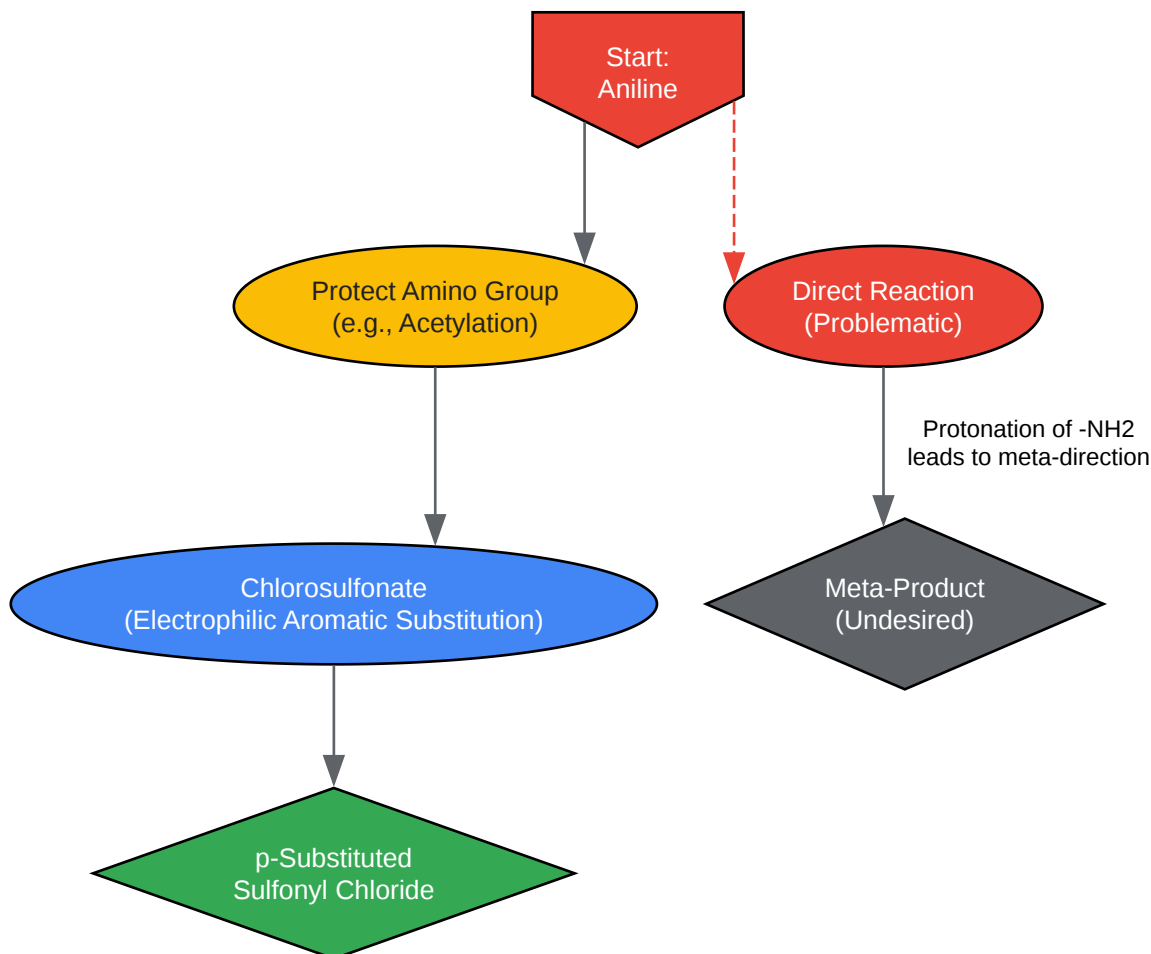 Start:
Aniline
Protect Amino Group
(e.g., Acetylation)
Direct Reaction
(Problematic)
Protonation of -NH2
leads to meta-direction
Chlorosulfonate
(Electrophilic Aromatic Substitution)
Meta-Product
(Undesired)
p-Substituted
Sulfonyl Chloride